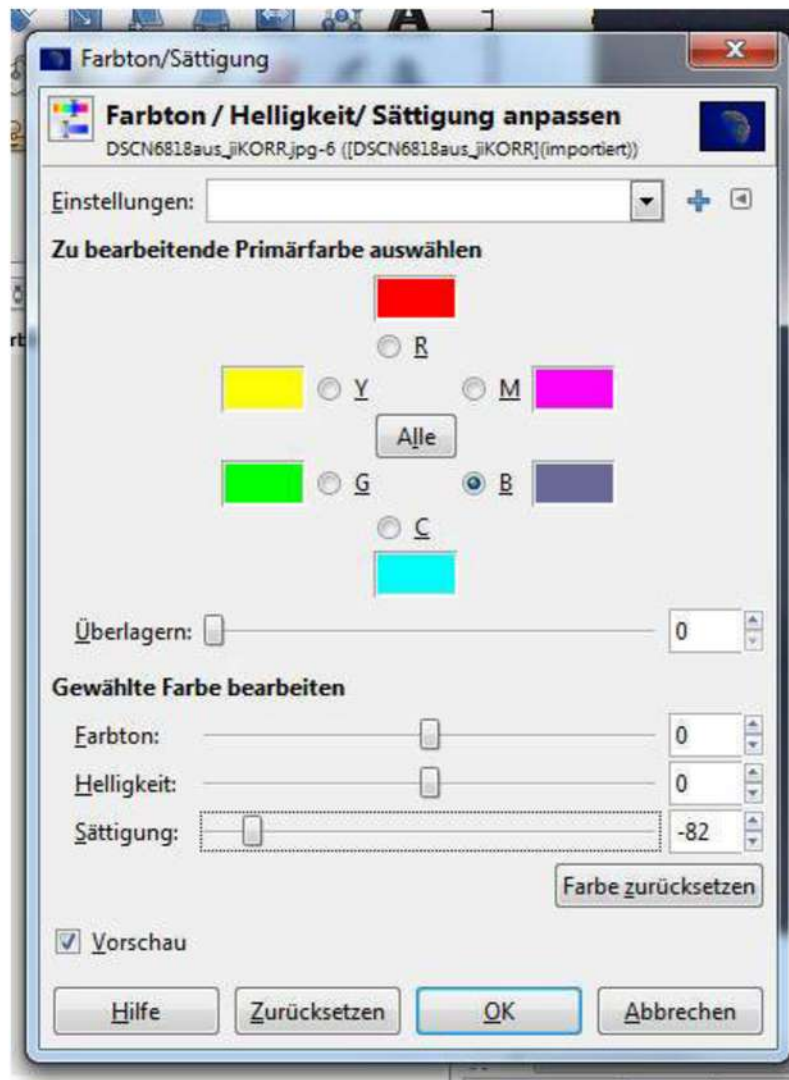 Farbton/Sättigung
Farbton / Helligkeit/ Sättigung anpassen
DSCN6818aus_jiKORR.jpg-6 ([DSCN6818aus_jiKORR](importiert))
Einstellungen:
Zu bearbeitende Primärfarbe auswählen
R
Y M
Alle
G B
C
Überlagern: 0
Gewählte Farbe bearbeiten
Farbton: 0
Helligkeit: 0
Sättigung: -82
Farbe zurücksetzen
Vorschau
Hilfe Zurücksetzen OK Abbrechen